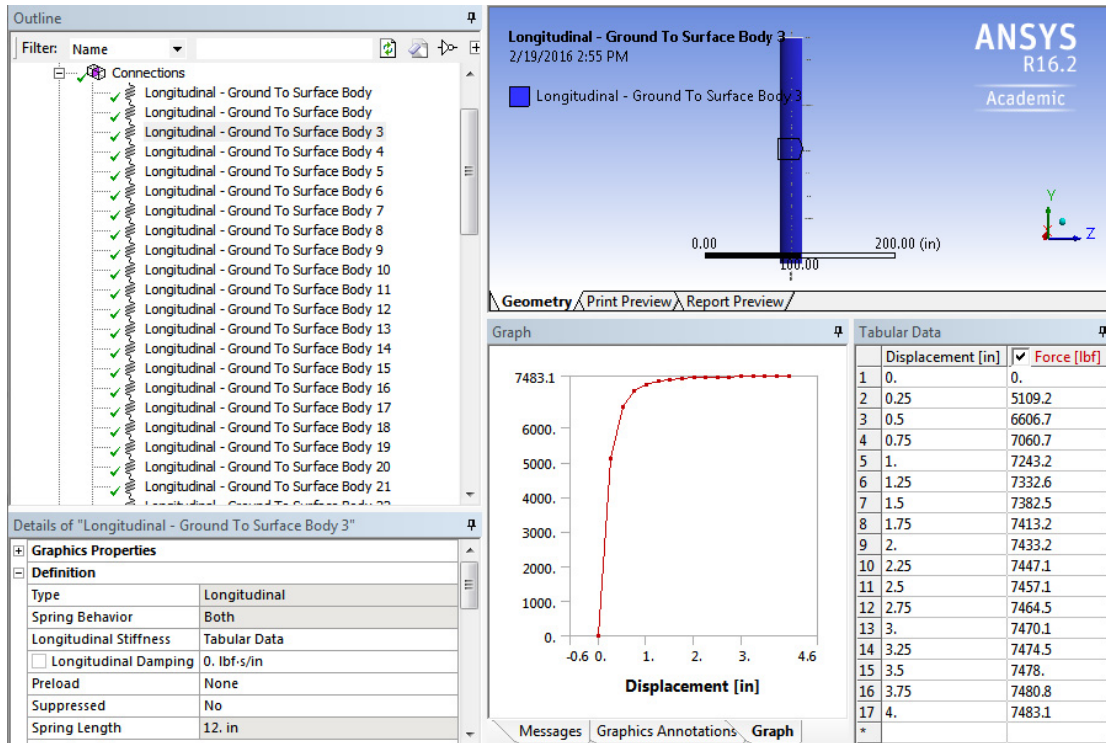 Outline
Filter: Name
Connections
Longitudinal - Ground To Surface Body
Longitudinal - Ground To Surface Body
Longitudinal - Ground To Surface Body 3
Longitudinal - Ground To Surface Body 4
Longitudinal - Ground To Surface Body 5
Longitudinal - Ground To Surface Body 6
Longitudinal - Ground To Surface Body 7
Longitudinal - Ground To Surface Body 8
Longitudinal - Ground To Surface Body 9
Longitudinal - Ground To Surface Body 10
Longitudinal - Ground To Surface Body 11
Longitudinal - Ground To Surface Body 12
Longitudinal - Ground To Surface Body 13
Longitudinal - Ground To Surface Body 14
Longitudinal - Ground To Surface Body 15
Longitudinal - Ground To Surface Body 16
Longitudinal - Ground To Surface Body 17
Longitudinal - Ground To Surface Body 18
Longitudinal - Ground To Surface Body 19
Longitudinal - Ground To Surface Body 20
Longitudinal - Ground To Surface Body 21
Details of "Longitudinal - Ground To Surface Body 3"
Graphics Properties
Definition
Type Longitudinal
Spring Behavior Both
Longitudinal Stiffness Tabular Data
Longitudinal Damping 0. lbf·s/in
Preload None
Suppressed No
Spring Length 12. in
Longitudinal - Ground To Surface Body 3
2/19/2016 2:55 PM
Longitudinal - Ground To Surface Body 3
ANSYS
R16.2
Academic
Y
X
Z
0.00 200.00 (in)
100.00
Geometry Print Preview Report Preview
Graph
7483.1
6000.
5000.
4000.
3000.
2000.
1000.
0.
-0.6 0. 1. 2. 3. 4.6
Displacement [in]
Messages Graphics Annotations Graph
Tabular Data
Displacement [in] Force [lbf]
1 0. 0.
2 0.25 5109.2
3 0.5 6606.7
4 0.75 7060.7
5 1. 7243.2
6 1.25 7332.6
7 1.5 7382.5
8 1.75 7413.2
9 2. 7433.2
10 2.25 7447.1
11 2.5 7457.1
12 2.75 7464.5
13 3. 7470.1
14 3.25 7474.5
15 3.5 7478.
16 3.75 7480.8
17 4. 7483.1
*